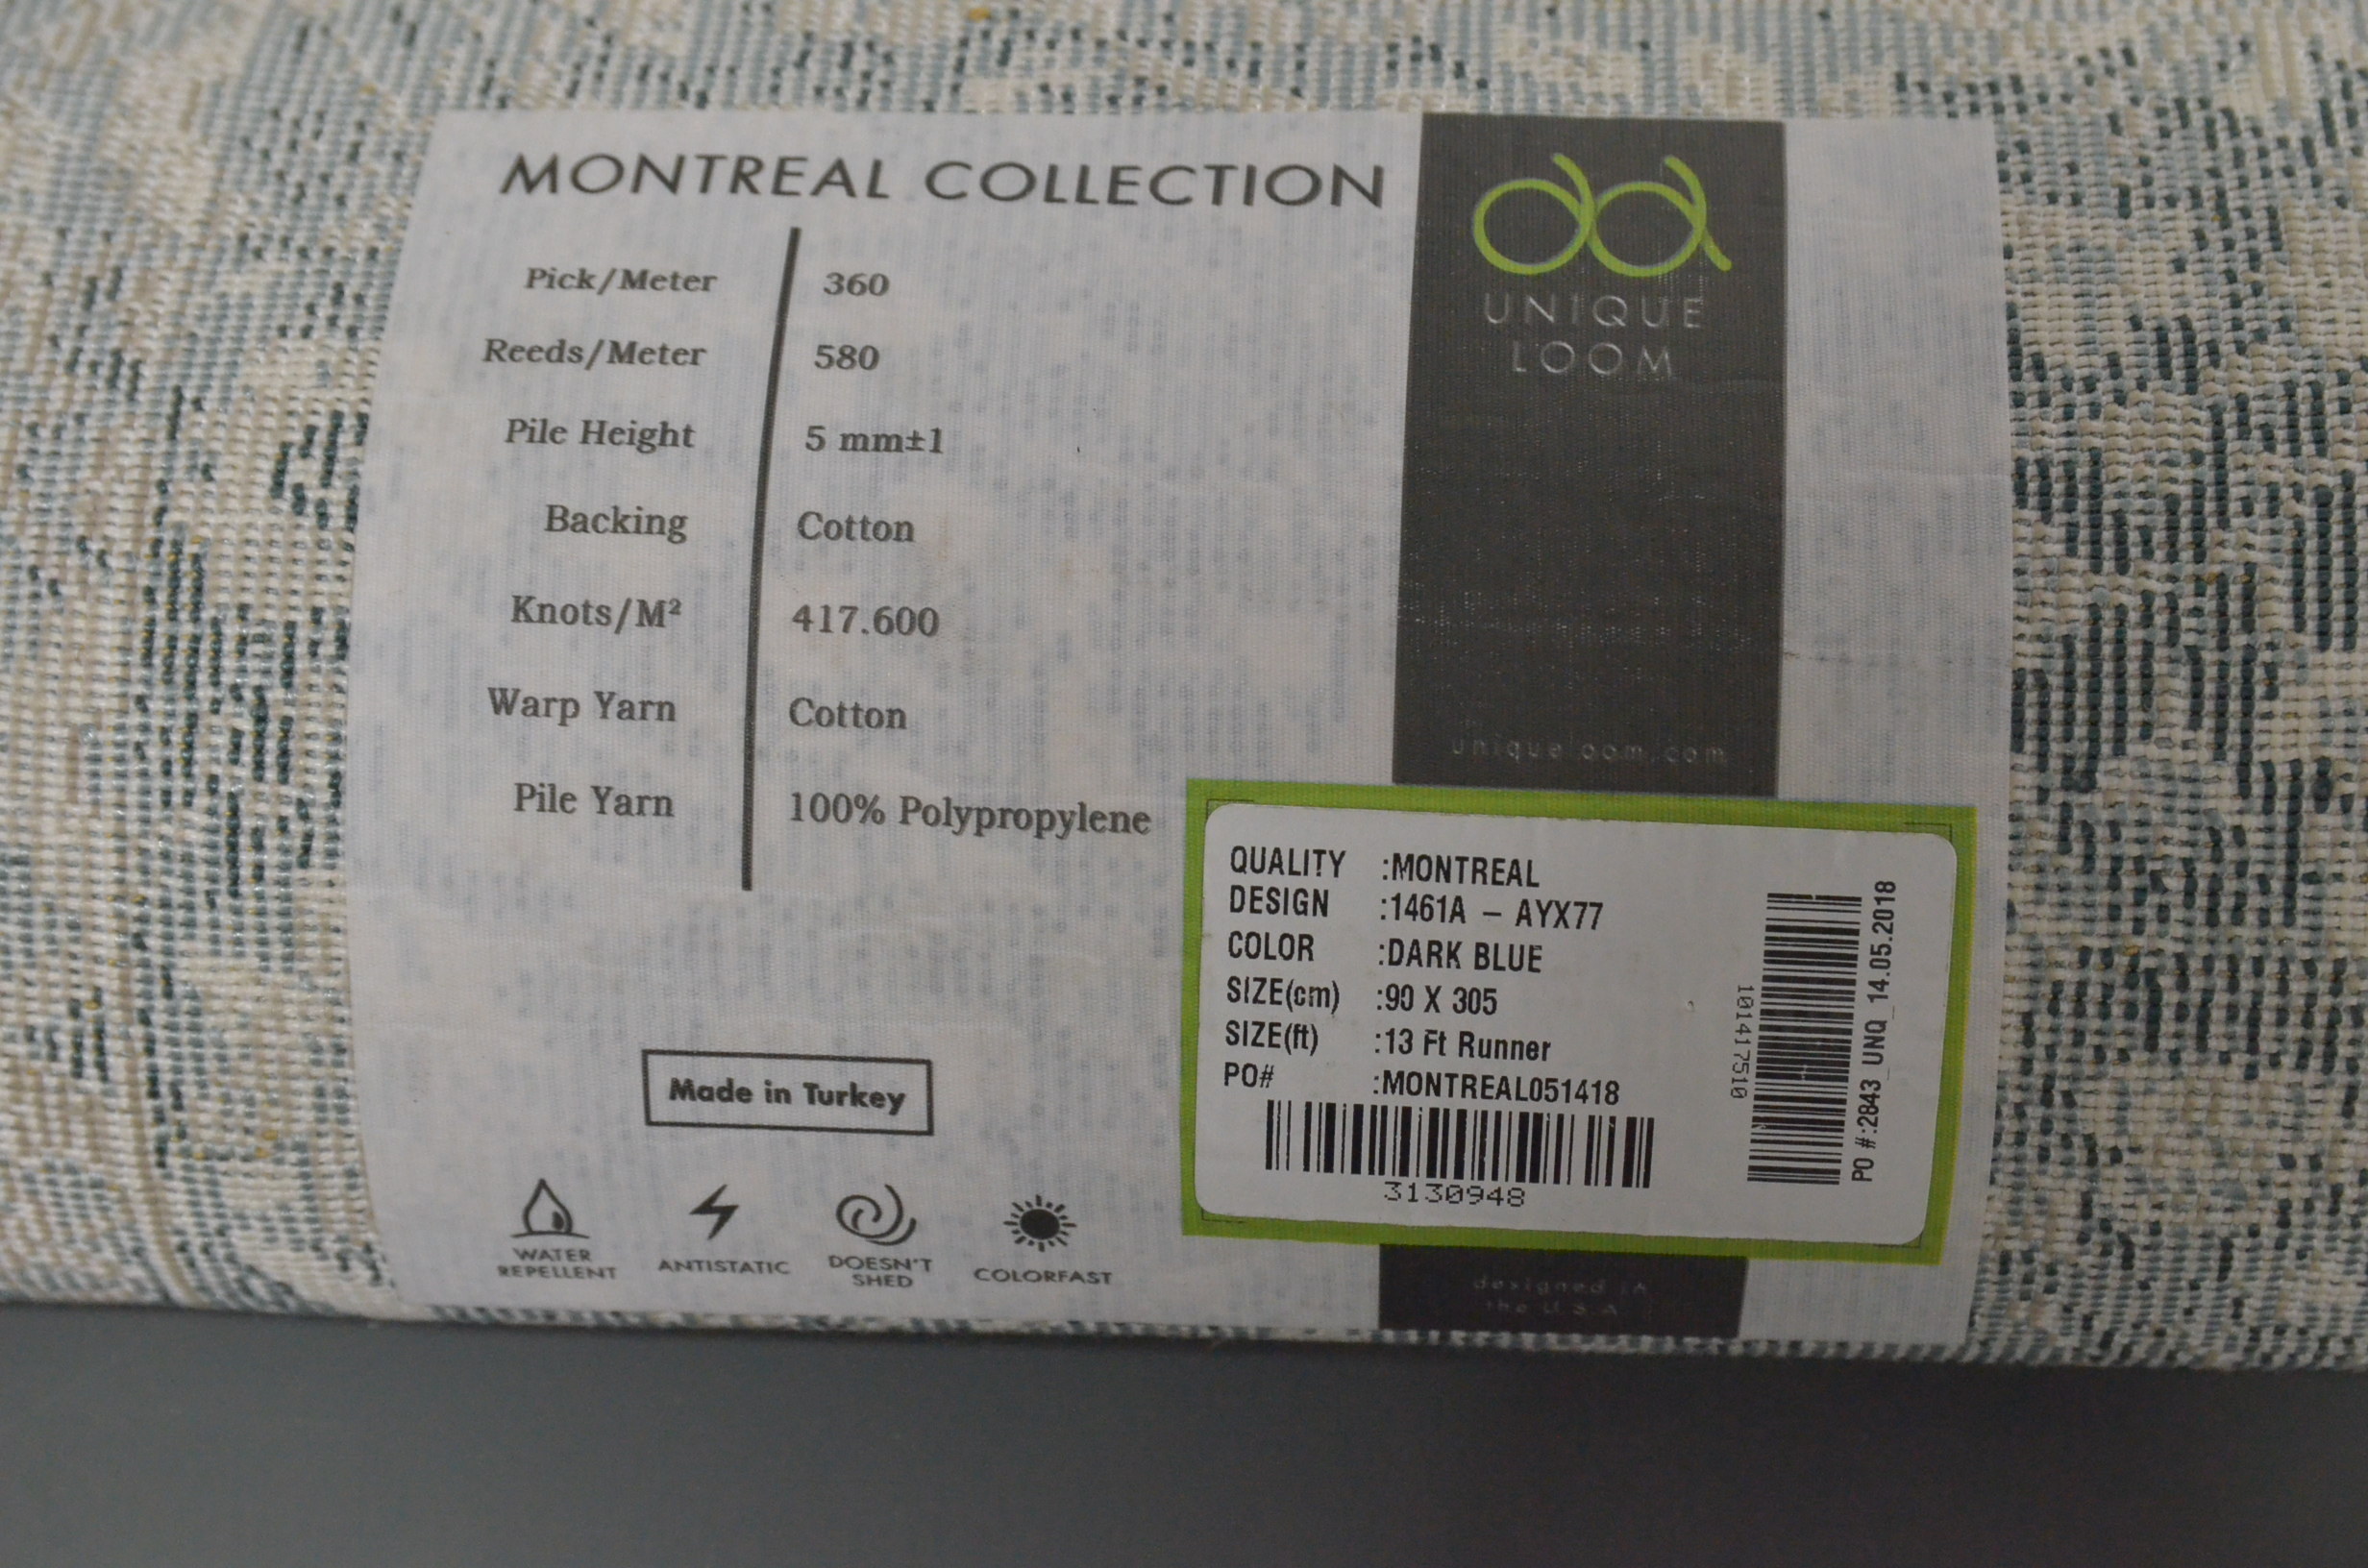 MONTREAL COLLECTION
Pick/Meter 360
Reeds/Meter 580
Pile Height 5 mm±1
Backing Cotton
Knots/M² 417.600
Warp Yarn Cotton
Pile Yarn 100% Polypropylene
Made in Turkey
WATER
REPELLENT
ANTISTATIC
DOESN'T
SHED
COLORFAST
UNIQUE
LOOM
uniqueloom.com
QUALITY :MONTREAL
DESIGN :1461A – AYX77
COLOR :DARK BLUE
SIZE(cm) :90 X 305
SIZE(ft) :13 Ft Runner
PO# :MONTREAL051418
3130948
101417510
PO #:2843_UNQ_14.05.2018
designed in
the U.S.A